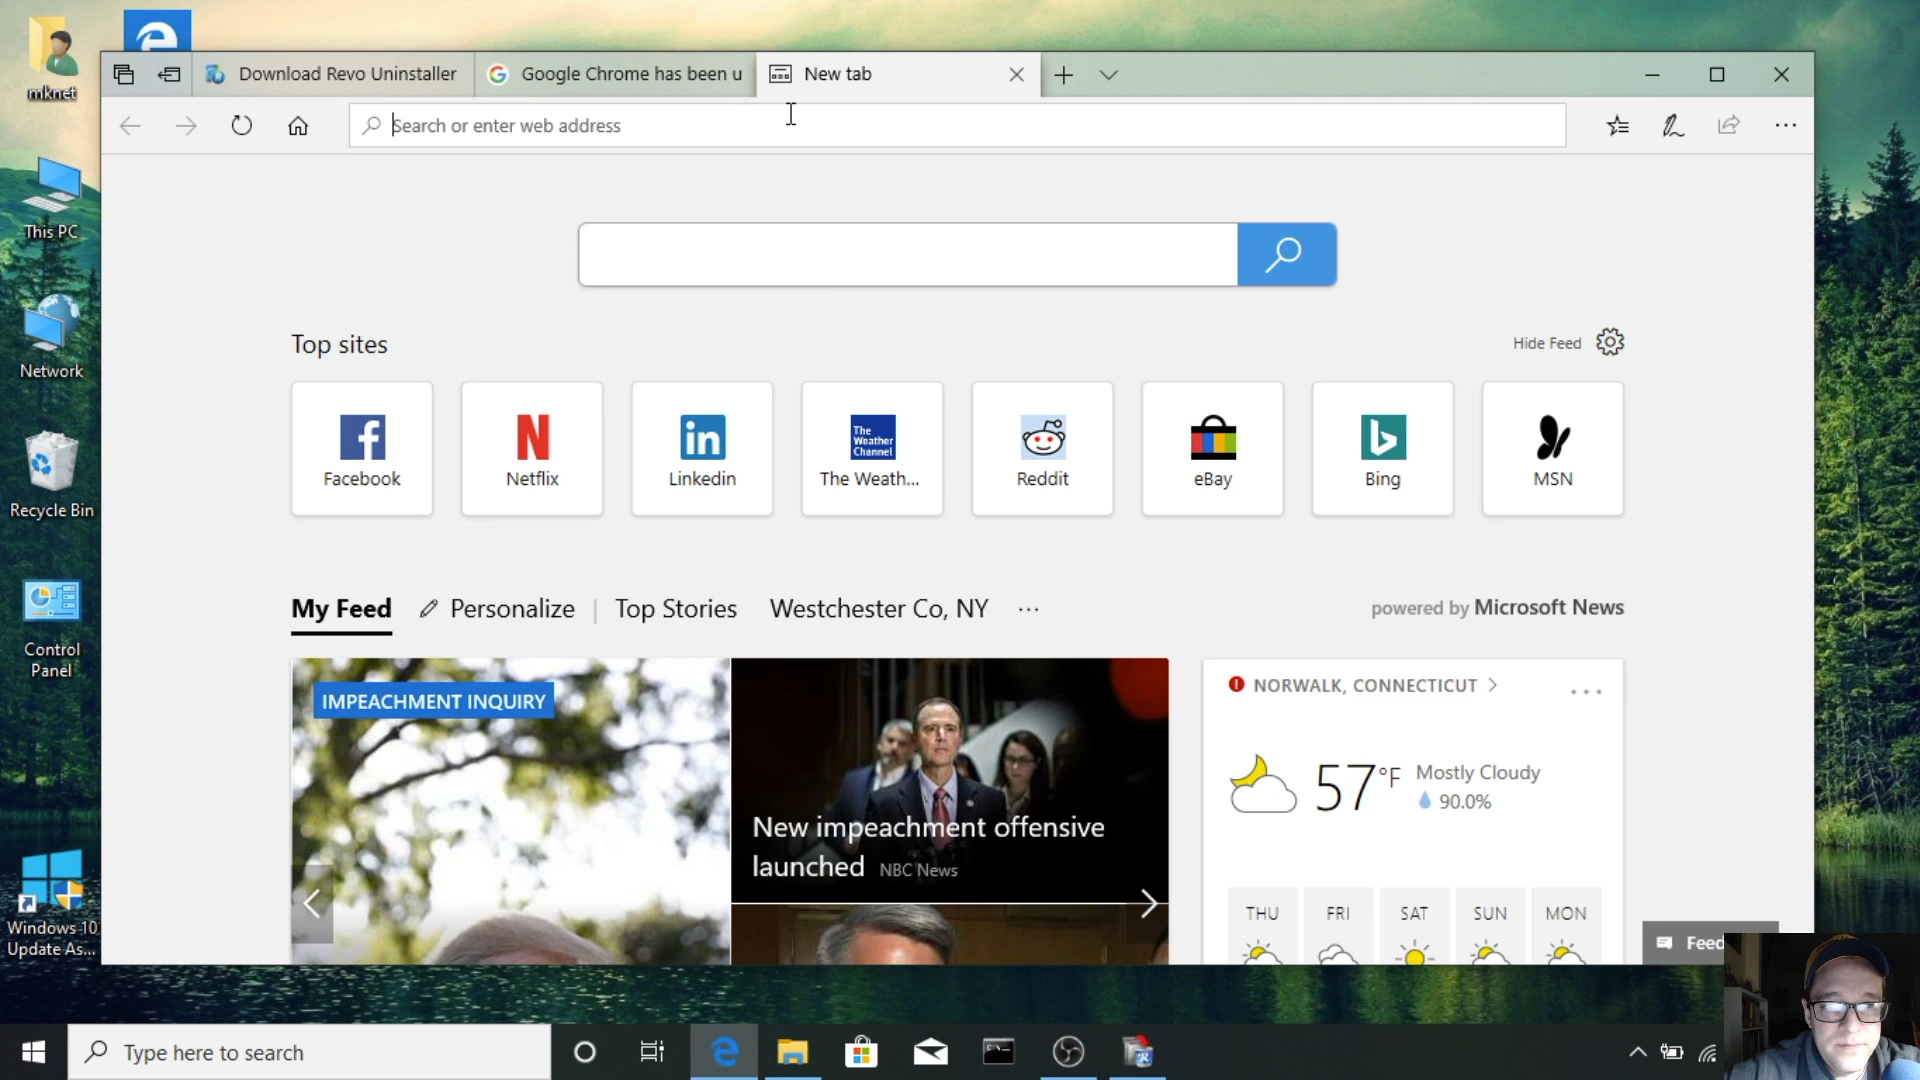 mknet
This PC
Network
Recycle Bin
Control
Panel
Windows 10
Update As...
Download Revo Uninstaller
Google Chrome has been u
New tab
Search or enter web address
Top sites
Hide Feed
Facebook
Netflix
Linkedin
The
Weather
Channel
The Weath...
Reddit
eBay
Bing
MSN
My Feed
Personalize
Top Stories
Westchester Co, NY
powered by Microsoft News
IMPEACHMENT INQUIRY
New impeachment offensive
launched NBC News
NORWALK, CONNECTICUT
57°F
Mostly Cloudy
90.0%
THU
FRI
SAT
SUN
MON
Type here to search